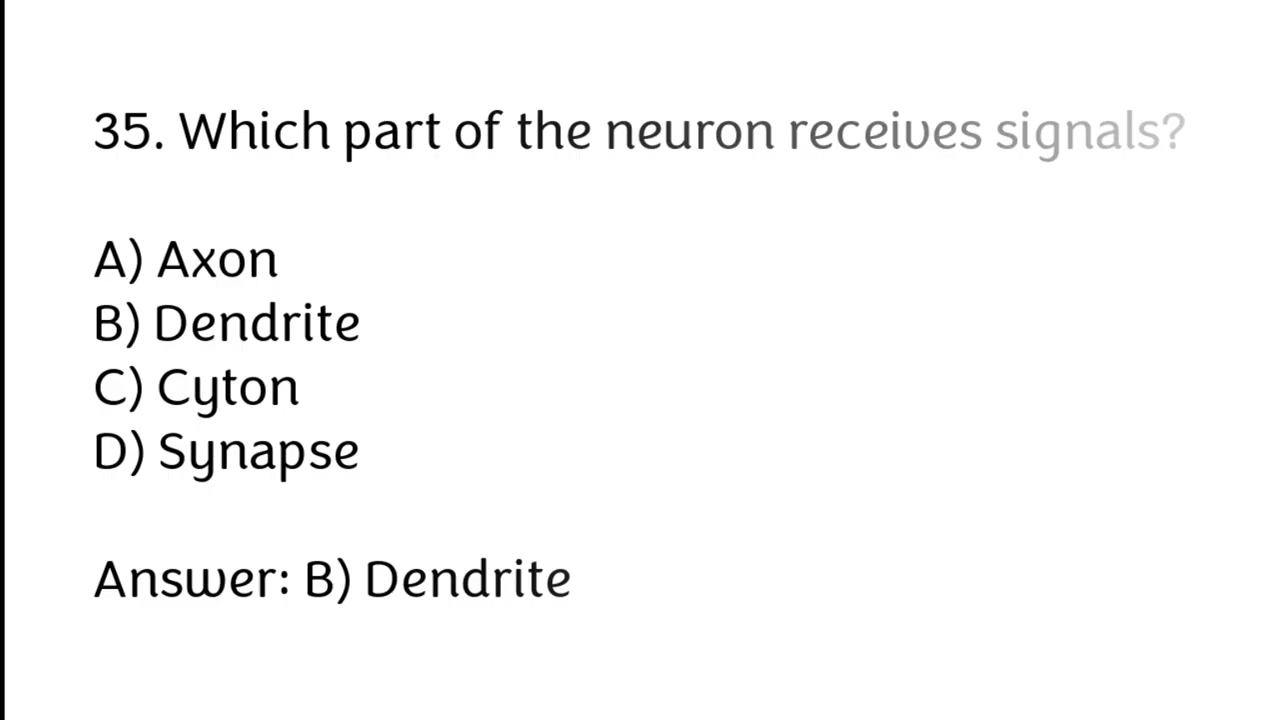 35. Which part of the neuron receives signals?
A) Axon
B) Dendrite
C) Cyton
D) Synapse
Answer: B) Dendrite